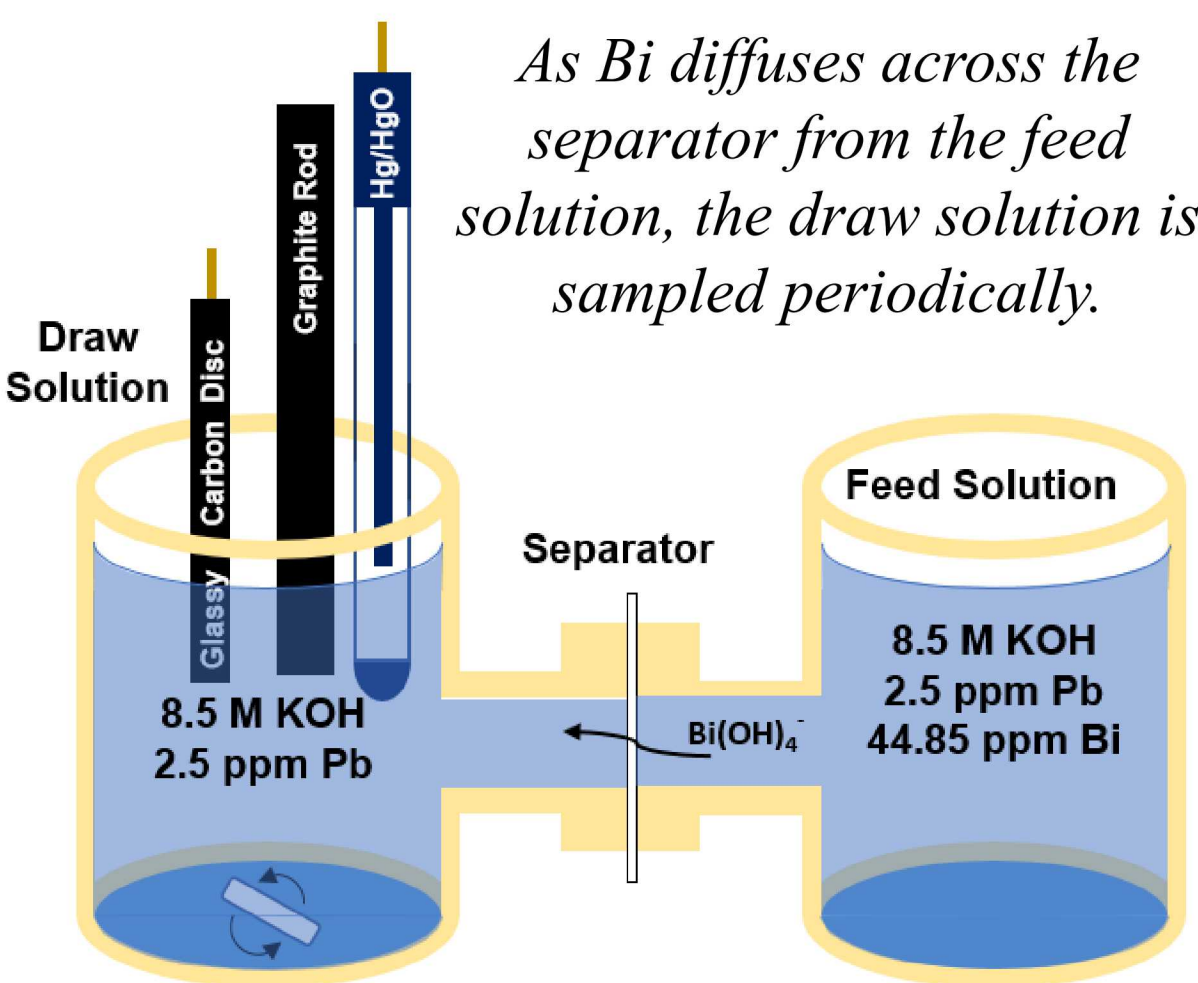 As Bi diffuses across the
separator from the feed
solution, the draw solution is
sampled periodically.
Draw
Solution
Glassy Carbon Disc
Graphite Rod
Hg/HgO
Separator
Feed Solution
8.5 M KOH
2.5 ppm Pb
Bi(OH)₄⁻
8.5 M KOH
2.5 ppm Pb
44.85 ppm Bi